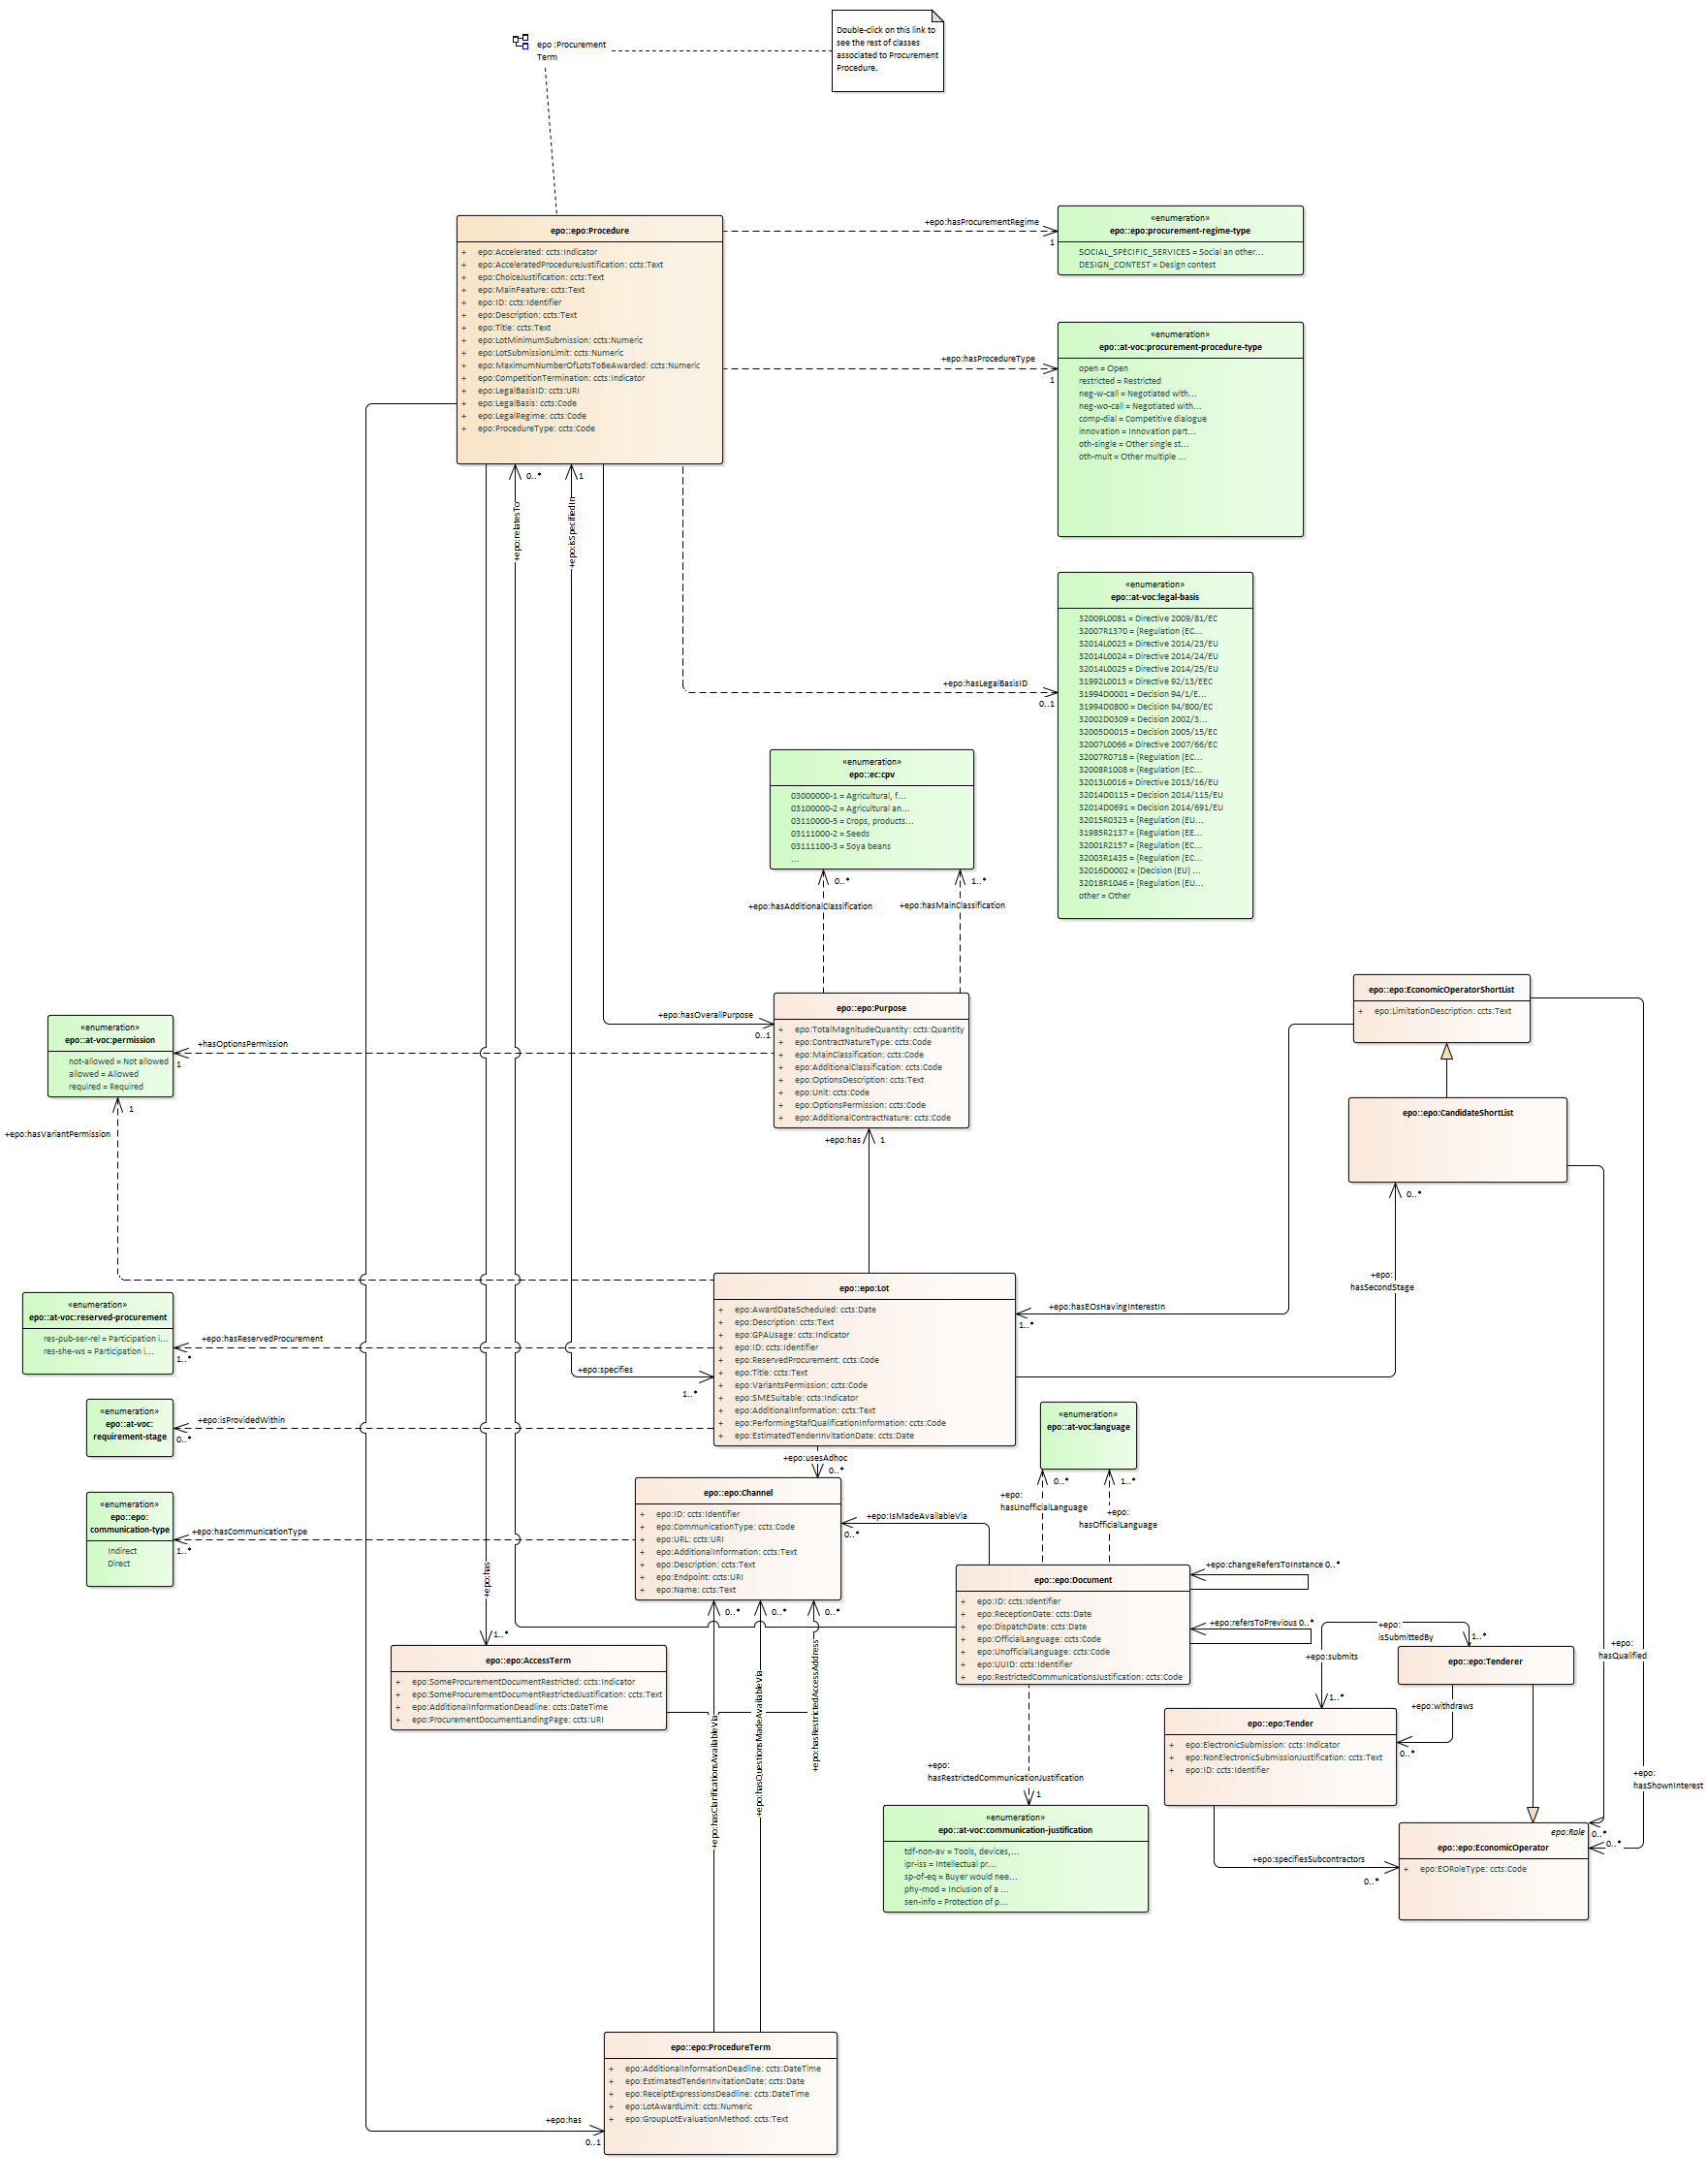 epo :Procurement
Term
Double-click on this link to
see the rest of classes
associated to Procurement
Procedure.
epo::epo:Procedure
+ epo:Accelerated: ccts:Indicator
+ epo:AcceleratedProcedureJustification: ccts:Text
+ epo:ChoiceJustification: ccts:Text
+ epo:MainFeature: ccts:Text
+ epo:ID: ccts:Identifier
+ epo:Description: ccts:Text
+ epo:Title: ccts:Text
+ epo:LotMinimumSubmission: ccts:Numeric
+ epo:LotSubmissionLimit: ccts:Numeric
+ epo:MaximumNumberOfLotsToBeAwarded: ccts:Numeric
+ epo:CompetitionTermination: ccts:Indicator
+ epo:LegalBasisID: ccts:URI
+ epo:LegalBasis: ccts:Code
+ epo:LegalRegime: ccts:Code
+ epo:ProcedureType: ccts:Code
+epo:hasProcurementRegime
1
«enumeration»
epo::epo:procurement-regime-type
SOCIAL_SPECIFIC_SERVICES = Social an other...
DESIGN_CONTEST = Design contest
+epo:hasProcedureType
1
«enumeration»
epo::at-voc:procurement-procedure-type
open = Open
restricted = Restricted
neg-w-call = Negotiated with...
neg-wo-call = Negotiated with...
comp-dial = Competitive dialogue
innovation = Innovation part...
oth-single = Other single st...
oth-mult = Other multiple ...
0..*
+epo:relatesTo
1
+epo:isSpecifiedIn
+epo:hasLegalBasisID
0..1
«enumeration»
epo::at-voc:legal-basis
32009L0081 = Directive 2009/81/EC
32007R1370 = {Regulation (EC...
32014L0023 = Directive 2014/23/EU
32014L0024 = Directive 2014/24/EU
32014L0025 = Directive 2014/25/EU
31992L0013 = Directive 92/13/EEC
31994D0001 = Decision 94/1/E...
31994D0800 = Decision 94/800/EC
32002D0309 = Decision 2002/3...
32005D0015 = Decision 2005/15/EC
32007L0066 = Directive 2007/66/EC
32007R0718 = {Regulation (EC...
32008R1008 = {Regulation (EC...
32013L0016 = Directive 2013/16/EU
32014D0115 = Decision 2014/115/EU
32014D0691 = Decision 2014/691/EU
32015R0323 = {Regulation (EU...
31985R2137 = {Regulation (EE...
32001R2157 = {Regulation (EC...
32003R1435 = {Regulation (EC...
32016D0002 = {Decision (EU) ...
32018R1046 = {Regulation (EU...
other = Other
«enumeration»
epo::ec:cpv
03000000-1 = Agricultural, f...
03100000-2 = Agricultural an...
03110000-5 = Crops, products...
03111000-2 = Seeds
03111100-3 = Soya beans
...
0..*
+epo:hasAdditionalClassification
1..*
+epo:hasMainClassification
epo::epo:Purpose
+ epo:TotalMagnitudeQuantity: ccts:Quantity
+ epo:ContractNatureType: ccts:Code
+ epo:MainClassification: ccts:Code
+ epo:AdditionalClassification: ccts:Code
+ epo:OptionsDescription: ccts:Text
+ epo:Unit: ccts:Code
+ epo:OptionsPermission: ccts:Code
+ epo:AdditionalContractNature: ccts:Code
+epo:hasOverallPurpose
0..1
+hasOptionsPermission
1
«enumeration»
epo::at-voc:permission
not-allowed = Not allowed
allowed = Allowed
required = Required
1
+epo:hasVariantPermission
+epo:has
1
epo::epo:EconomicOperatorShortList
+ epo:LimitationDescription: ccts:Text
epo::epo:CandidateShortList
0..*
+epo:
hasSecondStage
+epo:hasEOsHavingInterestIn
1..*
epo::epo:Lot
+ epo:AwardDateScheduled: ccts:Date
+ epo:Description: ccts:Text
+ epo:GPAUsage: ccts:Indicator
+ epo:ID: ccts:Identifier
+ epo:ReservedProcurement: ccts:Code
+ epo:Title: ccts:Text
+ epo:VariantsPermission: ccts:Code
+ epo:SMESuitable: ccts:Indicator
+ epo:AdditionalInformation: ccts:Text
+ epo:PerformingStafQualificationInformation: ccts:Code
+ epo:EstimatedTenderInvitationDate: ccts:Date
«enumeration»
epo::at-voc:reserved-procurement
res-pub-ser-rel = Participation i...
res-she-ws = Participation i...
+epo:hasReservedProcurement
1..*
+epo:specifies
1..*
«enumeration»
epo::at-voc:
requirement-stage
+epo:isProvidedWithin
0..*
+epo:usesAdhoc
0..*
«enumeration»
epo::at-voc:language
0..*
+epo:
hasUnofficialLanguage
1..*
+epo:
hasOfficialLanguage
«enumeration»
epo::epo:
communication-type
Indirect
Direct
+epo:hasCommunicationType
1..*
epo::epo:Channel
+ epo:ID: ccts:Identifier
+ epo:CommunicationType: ccts:Code
+ epo:URL: ccts:URI
+ epo:AdditionalInformation: ccts:Text
+ epo:Description: ccts:Text
+ epo:Endpoint: ccts:URI
+ epo:Name: ccts:Text
+epo:IsMadeAvailableVia
0..*
epo::epo:Document
+ epo:ID: ccts:Identifier
+ epo:ReceptionDate: ccts:Date
+ epo:DispatchDate: ccts:Date
+ epo:OfficialLanguage: ccts:Code
+ epo:UnofficialLanguage: ccts:Code
+ epo:UUID: ccts:Identifier
+ epo:RestrictedCommunicationsJustification: ccts:Code
+epo:changeRefersToInstance 0..*
+epo:refersToPrevious 0..*
+epo:has
1..*
epo::epo:AccessTerm
+ epo:SomeProcurementDocumentRestricted: ccts:Indicator
+ epo:SomeProcurementDocumentRestrictedJustification: ccts:Text
+ epo:AdditionalInformationDeadline: ccts:DateTime
+ epo:ProcurementDocumentLandingPage: ccts:URI
0..*
+epo:hasClarificationsAvailableVia
0..*
+epo:hasQuestionsMadeAvailableVia
0..*
+epo:hasRestrictedAccessAddress
+epo:
isSubmittedBy
1..*
+epo:submits
1..*
epo::epo:Tenderer
+epo:withdraws
0..*
epo::epo:Tender
+ epo:ElectronicSubmission: ccts:Indicator
+ epo:NonElectronicSubmissionJustification: ccts:Text
+ epo:ID: ccts:Identifier
+epo:
hasQualified
0..*
+epo:
hasShownInterest
0..*
+epo:
hasRestrictedCommunicationJustification
1
«enumeration»
epo::at-voc:communication-justification
tdf-non-av = Tools, devices,...
ipr-iss = Intellectual pr...
sp-of-eq = Buyer would nee...
phy-mod = Inclusion of a ...
sen-info = Protection of p...
+epo:specifiesSubcontractors
0..*
epo:Role
epo::epo:EconomicOperator
+ epo:EORoleType: ccts:Code
epo::epo:ProcedureTerm
+ epo:AdditionalInformationDeadline: ccts:DateTime
+ epo:EstimatedTenderInvitationDate: ccts:Date
+ epo:ReceiptExpressionsDeadline: ccts:DateTime
+ epo:LotAwardLimit: ccts:Numeric
+ epo:GroupLotEvaluationMethod: ccts:Text
+epo:has
0..1